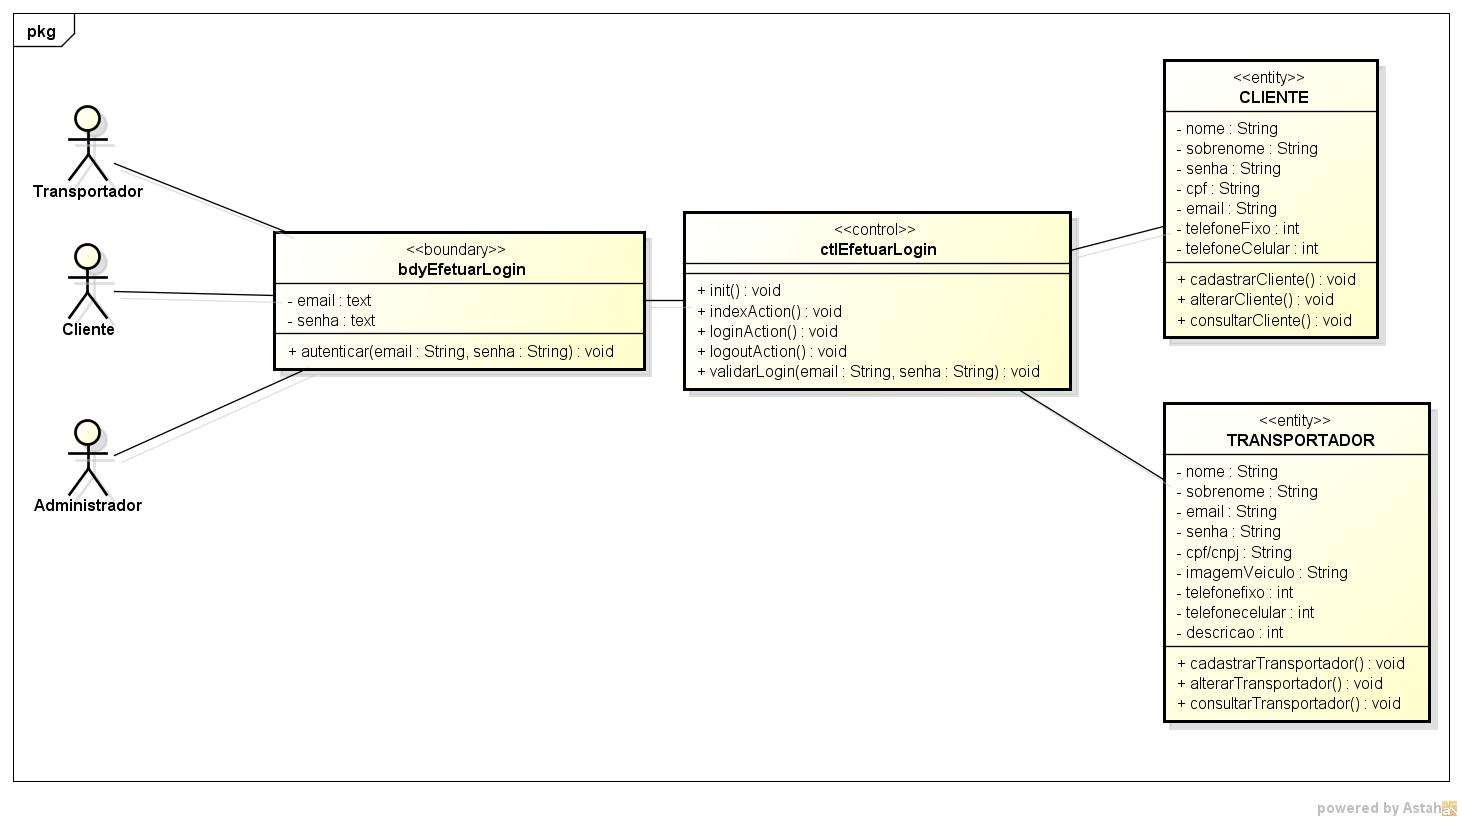 pkg
Transportador
Cliente
Administrador
<<boundary>>
bdyEfetuarLogin
- email : text
- senha : text
+ autenticar(email : String, senha : String) : void
<<control>>
ctlEfetuarLogin
+ init() : void
+ indexAction() : void
+ loginAction() : void
+ logoutAction() : void
+ validarLogin(email : String, senha : String) : void
<<entity>>
CLIENTE
- nome : String
- sobrenome : String
- senha : String
- cpf : String
- email : String
- telefoneFixo : int
- telefoneCelular : int
+ cadastrarCliente() : void
+ alterarCliente() : void
+ consultarCliente() : void
<<entity>>
TRANSPORTADOR
- nome : String
- sobrenome : String
- email : String
- senha : String
- cpf/cnpj : String
- imagemVeiculo : String
- telefonefixo : int
- telefonecelular : int
- descricao : int
+ cadastrarTransportador() : void
+ alterarTransportador() : void
+ consultarTransportador() : void
powered by Astah